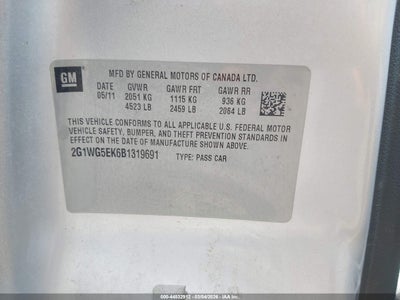 GM
MFD BY GENERAL MOTORS OF CANADA LTD.
DATE GVWR GAWR FRT GAWR RR
05/11 2051 KG 1115 KG 936 KG
4523 LB 2459 LB 2064 LB
THIS VEHICLE CONFORMS TO ALL APPLICABLE U.S. FEDERAL MOTOR
VEHICLE SAFETY, BUMPER, AND THEFT PREVENTION STANDARDS IN
EFFECT ON THE DATE OF MANUFACTURE SHOWN ABOVE.
2G1WG5EK6B1319691 TYPE: PASS CAR